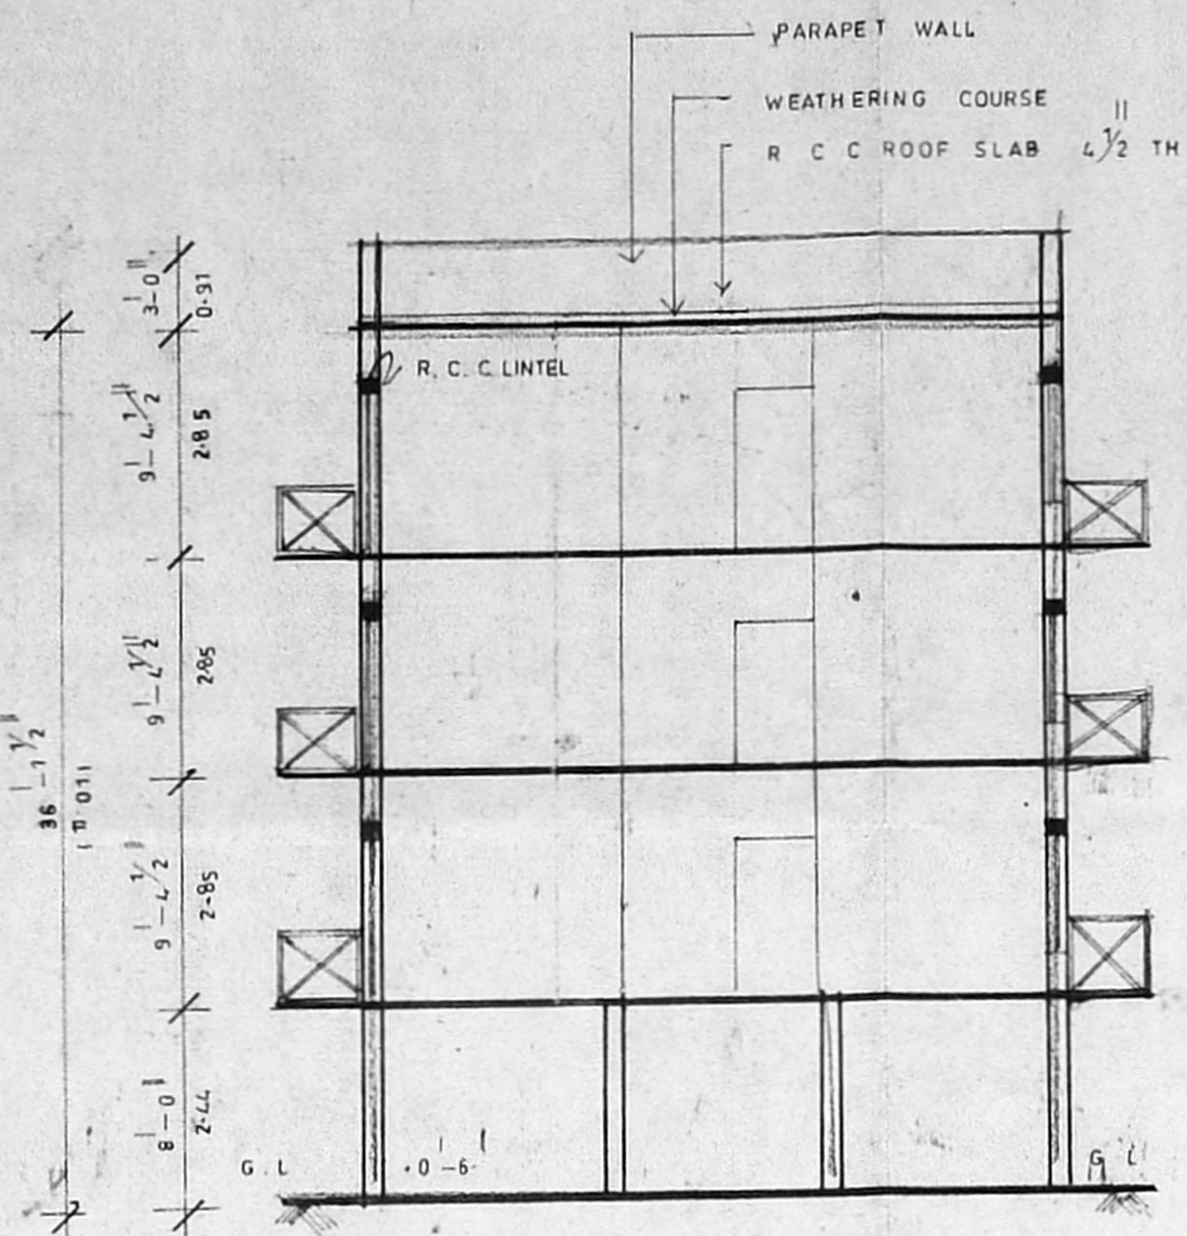 PARAPET WALL
WEATHERING COURSE
R C C ROOF SLAB 4½" TH
3'-0"
0·91
R. C. C LINTEL
9'-4½"
2·85
9'-4½"
2·85
36'-1½"
9'-4½
2·85
8'-0"
2·44
G. L
0'-6
G L